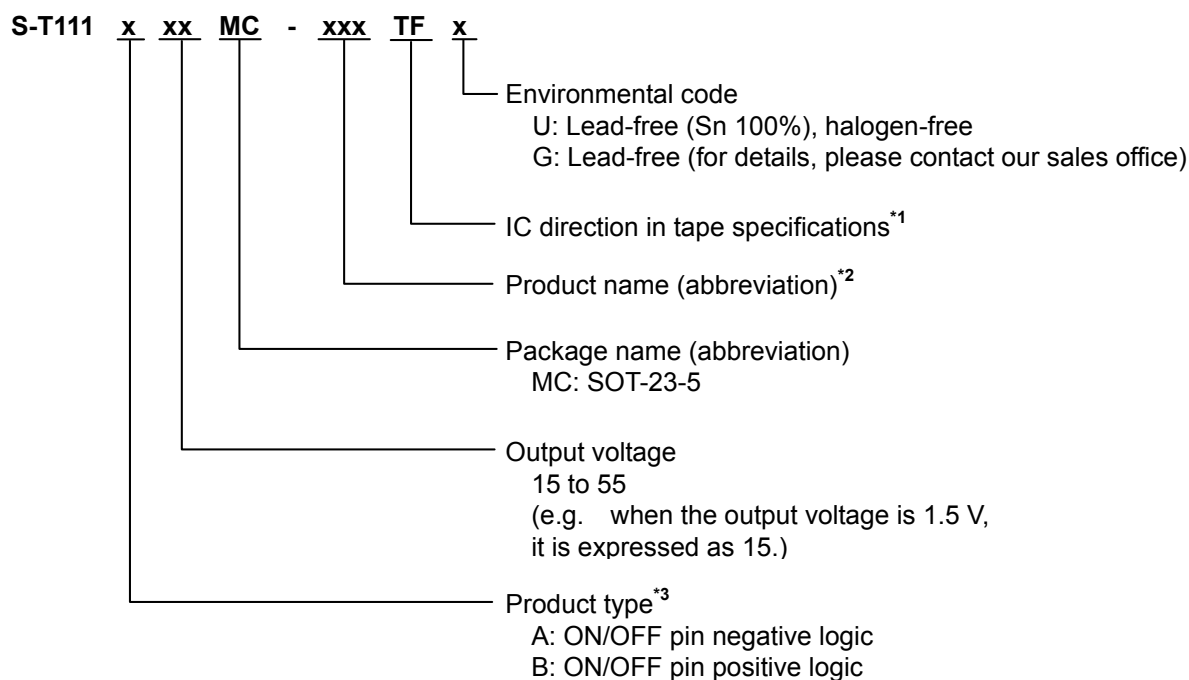 S-T111 x xx MC - xxx TF x
Environmental code
U: Lead-free (Sn 100%), halogen-free
G: Lead-free (for details, please contact our sales office)
IC direction in tape specifications*1
Product name (abbreviation)*2
Package name (abbreviation)
MC: SOT-23-5
Output voltage
15 to 55
(e.g. when the output voltage is 1.5 V,
it is expressed as 15.)
Product type*3
A: ON/OFF pin negative logic
B: ON/OFF pin positive logic